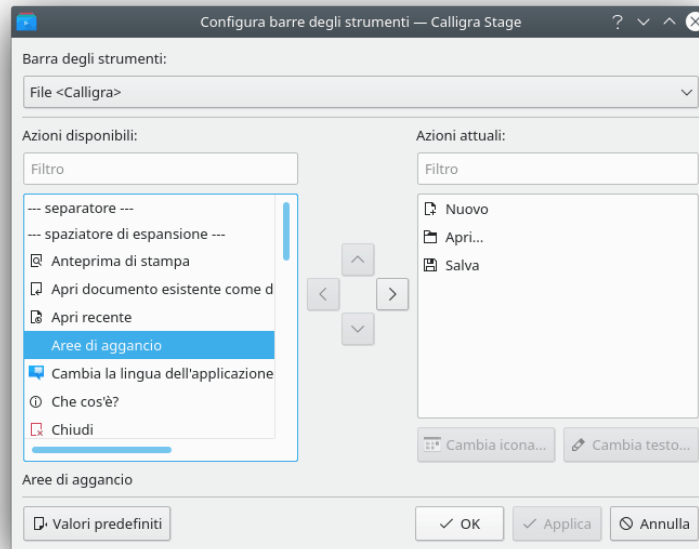 Configura barre degli strumenti — Calligra Stage
Barra degli strumenti:
File <Calligra>
Azioni disponibili:
Filtro
--- separatore ---
--- spaziatore di espansione ---
Anteprima di stampa
Apri documento esistente come d
Apri recente
Aree di aggancio
Cambia la lingua dell'applicazione
Che cos'è?
Chiudi
Azioni attuali:
Filtro
Nuovo
Apri...
Salva
Cambia icona...
Cambia testo...
Aree di aggancio
Valori predefiniti
OK
Applica
Annulla